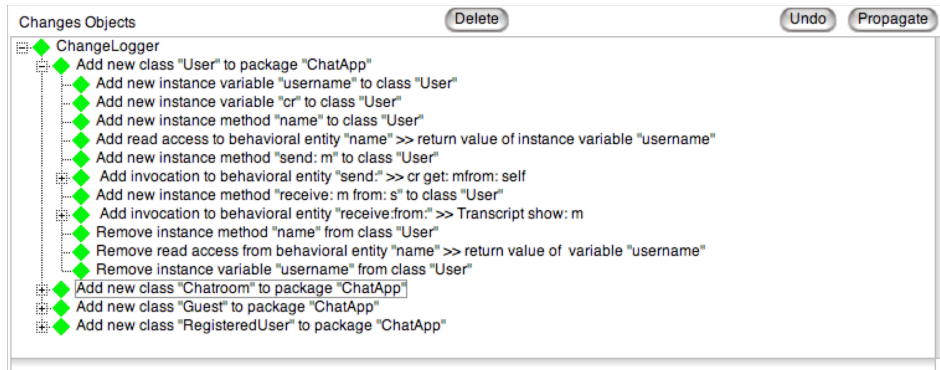 Changes Objects Delete Undo Propagate
ChangeLogger
Add new class "User" to package "ChatApp"
Add new instance variable "username" to class "User"
Add new instance variable "cr" to class "User"
Add new instance method "name" to class "User"
Add read access to behavioral entity "name" >> return value of instance variable "username"
Add new instance method "send: m" to class "User"
Add invocation to behavioral entity "send:" >> cr get: mfrom: self
Add new instance method "receive: m from: s" to class "User"
Add invocation to behavioral entity "receive:from:" >> Transcript show: m
Remove instance method "name" from class "User"
Remove read access from behavioral entity "name" >> return value of variable "username"
Remove instance variable "username" from class "User"
Add new class "Chatroom" to package "ChatApp"
Add new class "Guest" to package "ChatApp"
Add new class "RegisteredUser" to package "ChatApp"